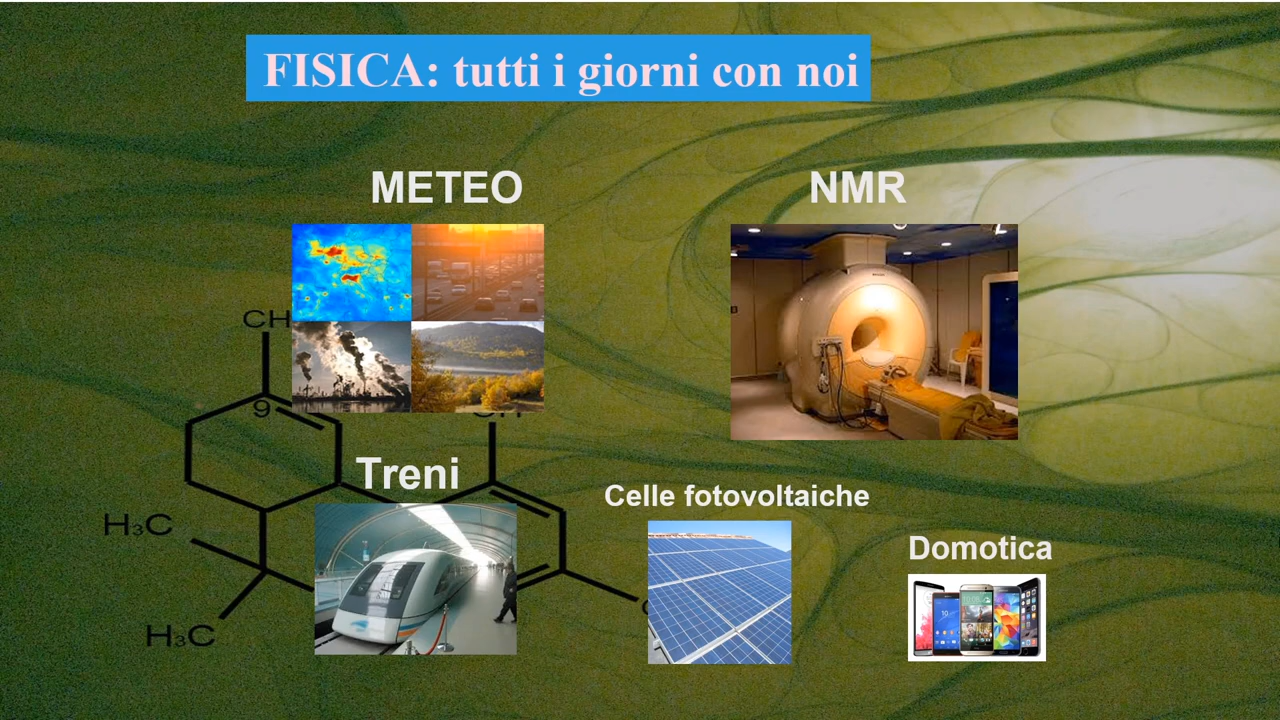 FISICA: tutti i giorni con noi
METEO
NMR
CH
9
Treni
Celle fotovoltaiche
H₃C
Domotica
H₃C